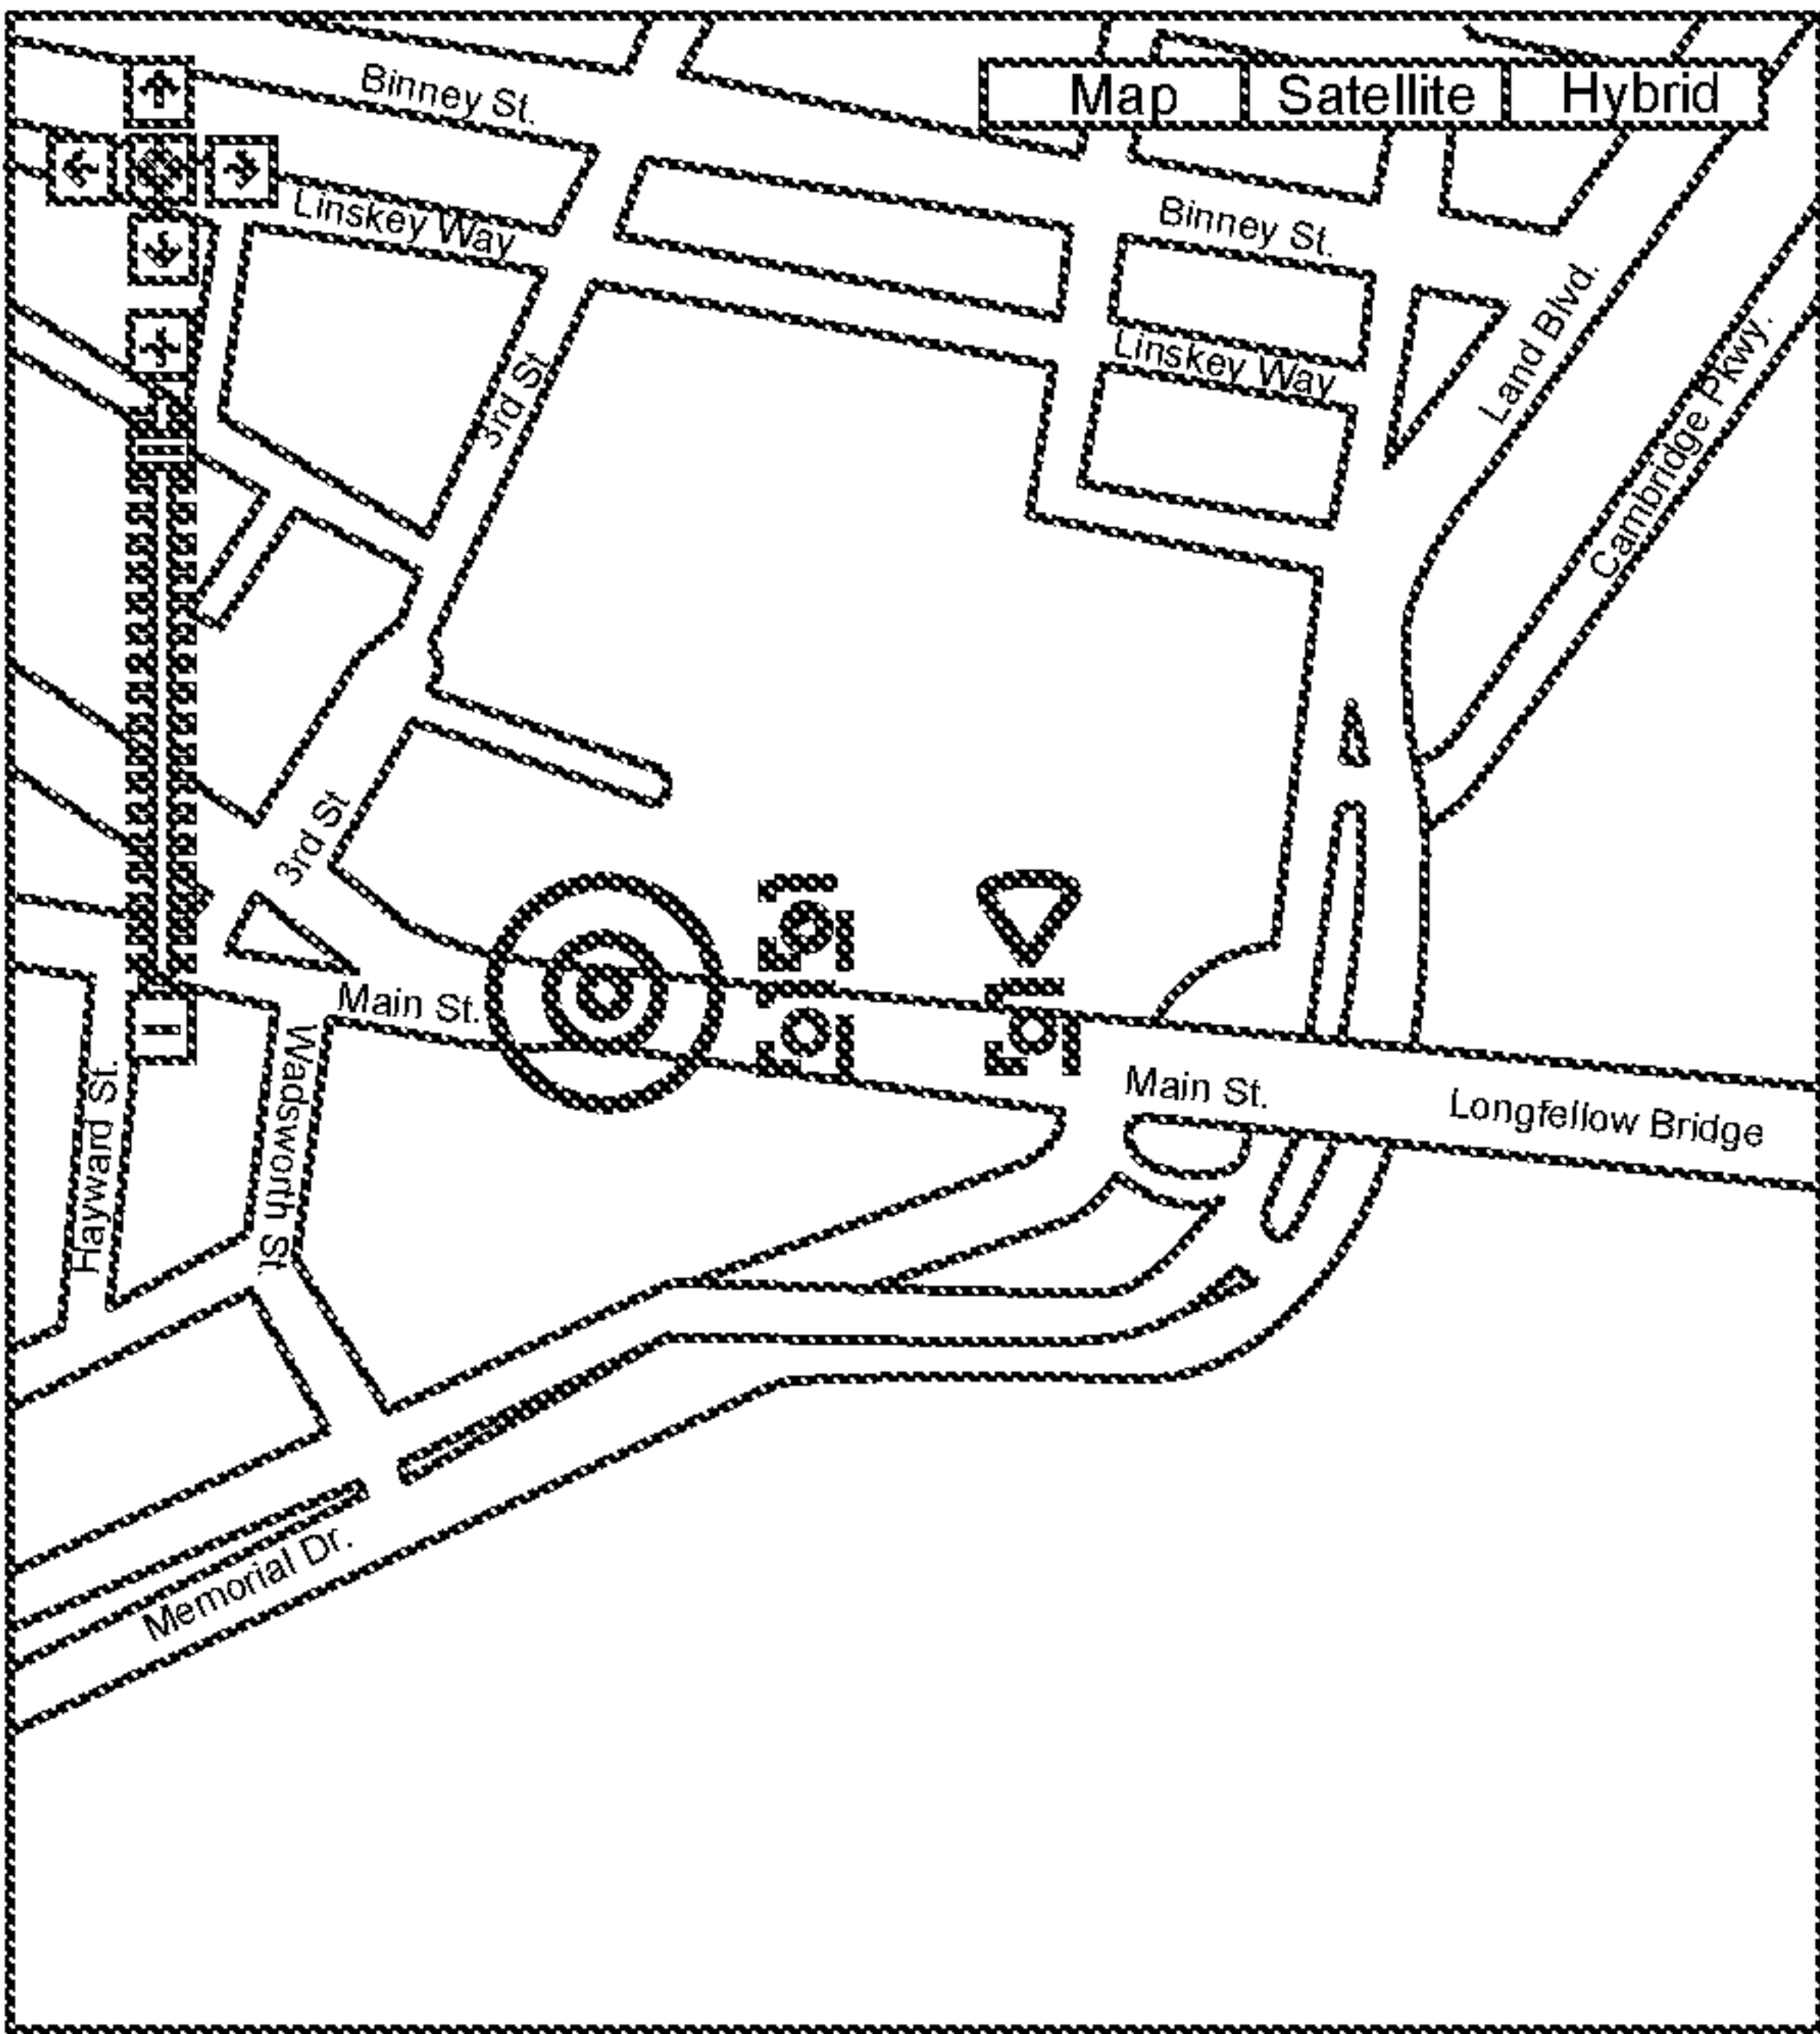 Binney St.
Map Satellite Hybrid
Linskey Way
Binney St.
Land Blvd.
3rd St
Linskey Way
Cambridge Pkwy.
3rd St
Main St.
Wadsworth St.
Hayward St.
Main St.
Longfellow Bridge
Memorial Dr.